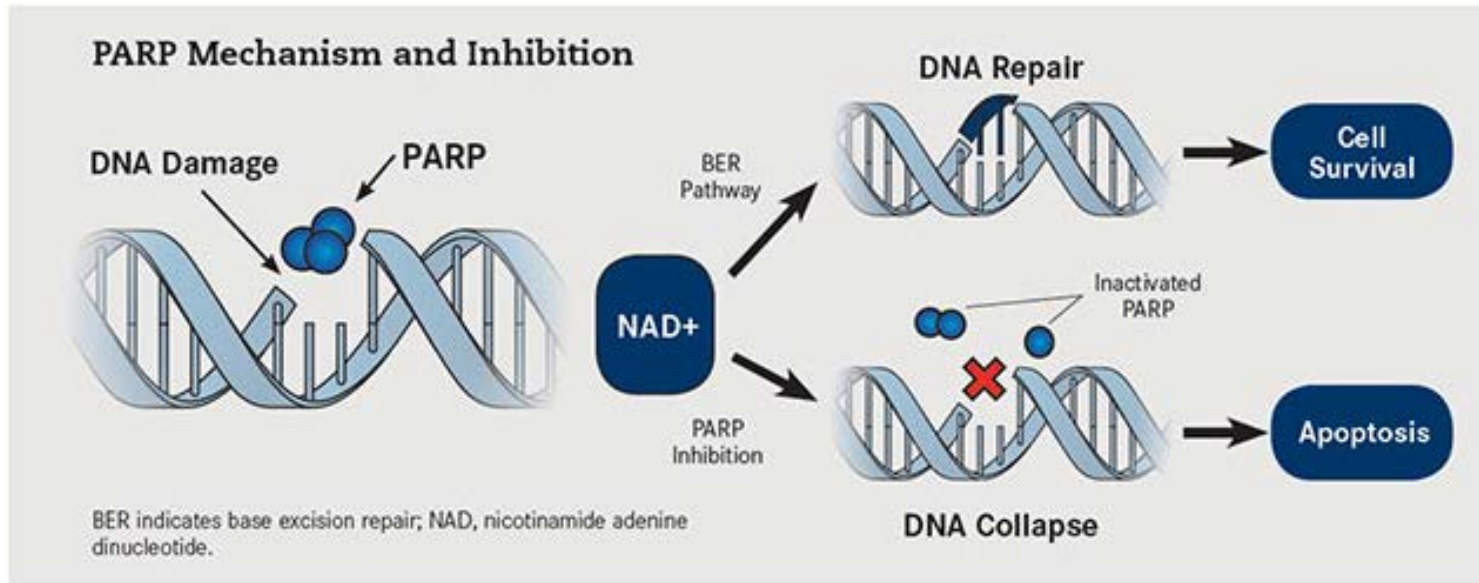 PARP Mechanism and Inhibition
DNA Damage
PARP
NAD+
BER
Pathway
DNA Repair
Cell
Survival
PARP
Inhibition
Inactivated
PARP
DNA Collapse
Apoptosis
BER indicates base excision repair; NAD, nicotinamide adenine
dinucleotide.